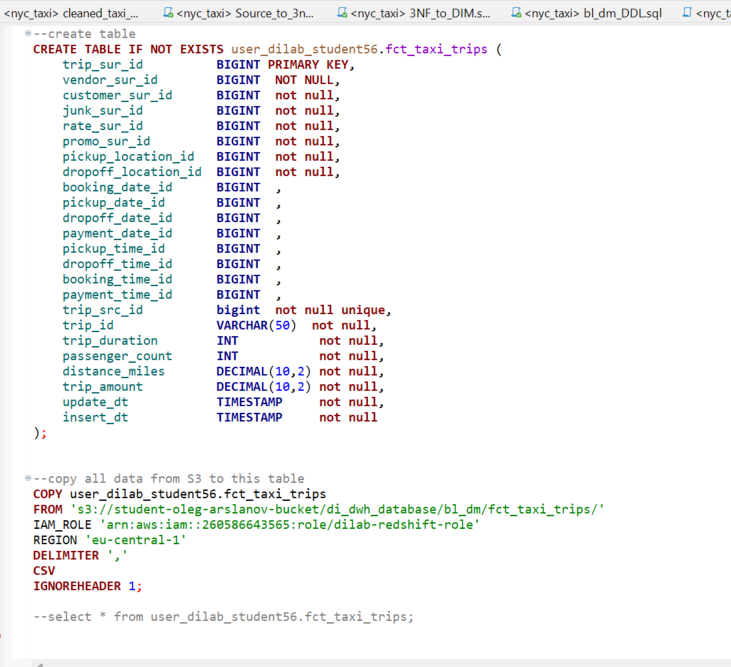 <nyc_taxi> cleaned_taxi_... <nyc_taxi> Source_to_3n... <nyc_taxi> 3NF_to_DIM.s... <nyc_taxi> bl_dm_DDL.sql <nyc_t
--create table
CREATE TABLE IF NOT EXISTS user_dilab_student56.fct_taxi_trips (
trip_sur_id BIGINT PRIMARY KEY,
vendor_sur_id BIGINT NOT NULL,
customer_sur_id BIGINT not null,
junk_sur_id BIGINT not null,
rate_sur_id BIGINT not null,
promo_sur_id BIGINT not null,
pickup_location_id BIGINT not null,
dropoff_location_id BIGINT not null,
booking_date_id BIGINT ,
pickup_date_id BIGINT ,
dropoff_date_id BIGINT ,
payment_date_id BIGINT ,
pickup_time_id BIGINT ,
dropoff_time_id BIGINT ,
booking_time_id BIGINT ,
payment_time_id BIGINT ,
trip_src_id bigint not null unique,
trip_id VARCHAR(50) not null,
trip_duration INT not null,
passenger_count INT not null,
distance_miles DECIMAL(10,2) not null,
trip_amount DECIMAL(10,2) not null,
update_dt TIMESTAMP not null,
insert_dt TIMESTAMP not null
);
--copy all data from S3 to this table
COPY user_dilab_student56.fct_taxi_trips
FROM 's3://student-oleg-arslanov-bucket/di_dwh_database/bl_dm/fct_taxi_trips/'
IAM_ROLE 'arn:aws:iam::260586643565:role/dilab-redshift-role'
REGION 'eu-central-1'
DELIMITER ','
CSV
IGNOREHEADER 1;
--select * from user_dilab_student56.fct_taxi_trips;